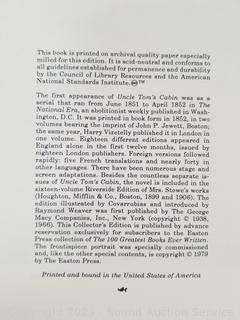 This book is printed on archival quality paper especially
milled for this edition. It is acid-neutral and conforms to
all guidelines established for permanence and durability
by the Council of Library Resources and the American
National Standards Institute.♾™
The first appearance of Uncle Tom's Cabin was as a
serial that ran from June 1851 to April 1852 in The
National Era, an abolitionist weekly published in Wash-
ington, D.C. It was printed in book form in 1852, in two
volumes bearing the imprint of John P. Jewett, Boston;
the same year, Harry Vizetelly published it in London in
one volume. Eighteen different editions appeared in
England alone in the first twelve months, issued by
eighteen London publishers. Foreign versions followed
rapidly: five French translations and nearly forty in
other languages. There have been numerous stage and
screen adaptations. Besides the countless separate is-
sues of Uncle Tom's Cabin, the novel is included in the
sixteen-volume Riverside Edition of Mrs. Stowe's works
(Houghton, Mifflin & Co., Boston, 1899 and 1906). The
edition illustrated by Covarrubias and introduced by
Raymond Weaver was first published by The George
Macy Companies, Inc., New York (copyright © 1938,
1966). This Collector's Edition is published by advance
reservation exclusively for subscribers to the Easton
Press collection of The 100 Greatest Books Ever Written.
The frontispiece portrait was specially commissioned
and, like the other special contents, is copyright © 1979
by The Easton Press.
Printed and bound in the United States of America